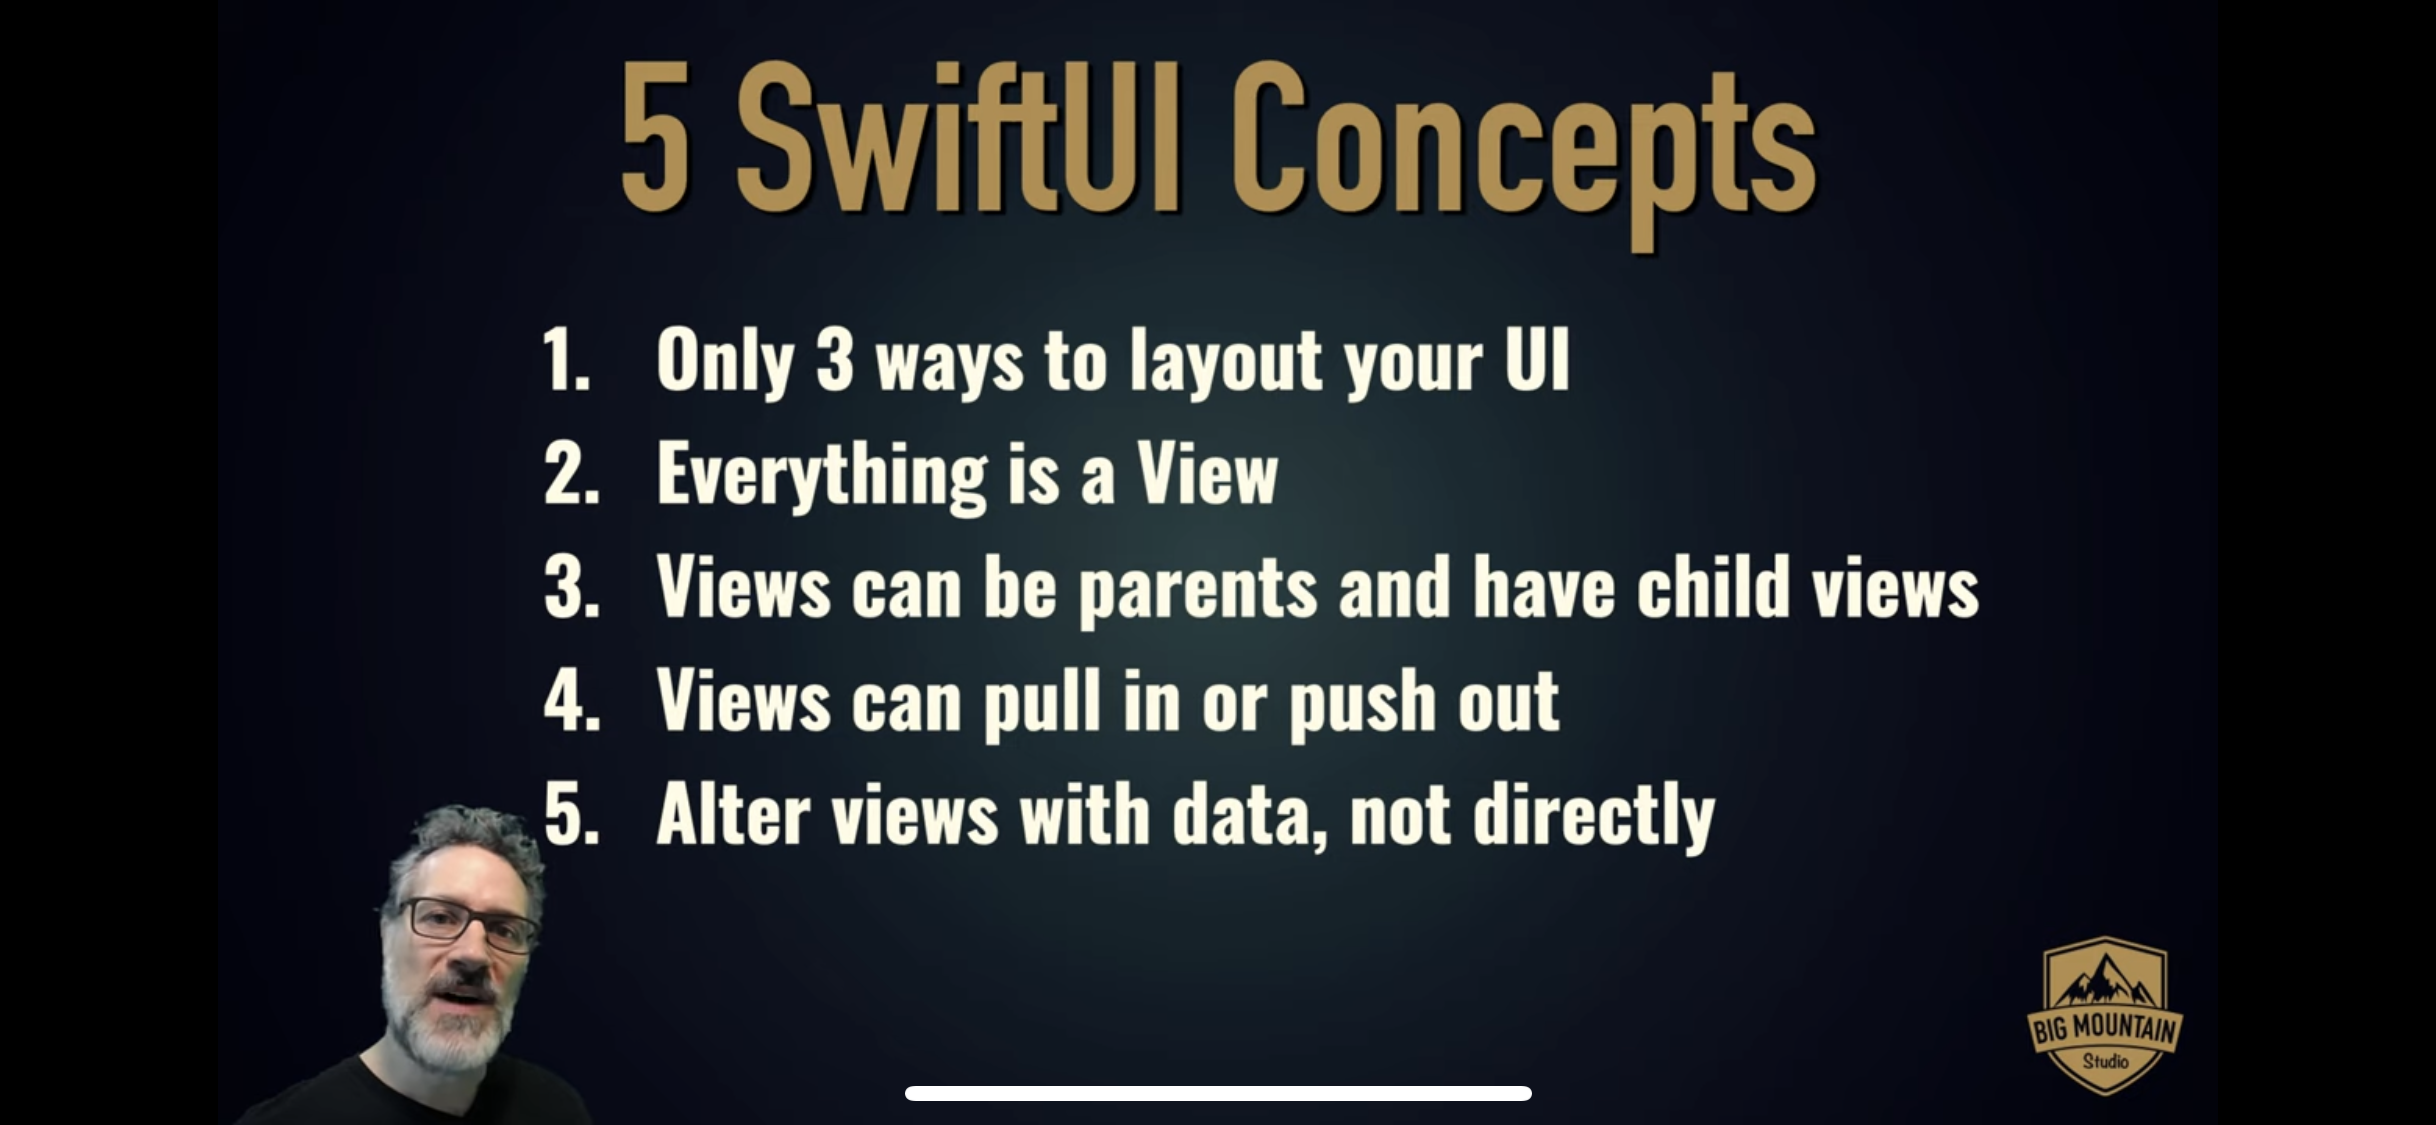 5 SwiftUI Concepts
1. Only 3 ways to layout your UI
2. Everything is a View
3. Views can be parents and have child views
4. Views can pull in or push out
5. Alter views with data, not directly
BIG MOUNTAIN
Studio